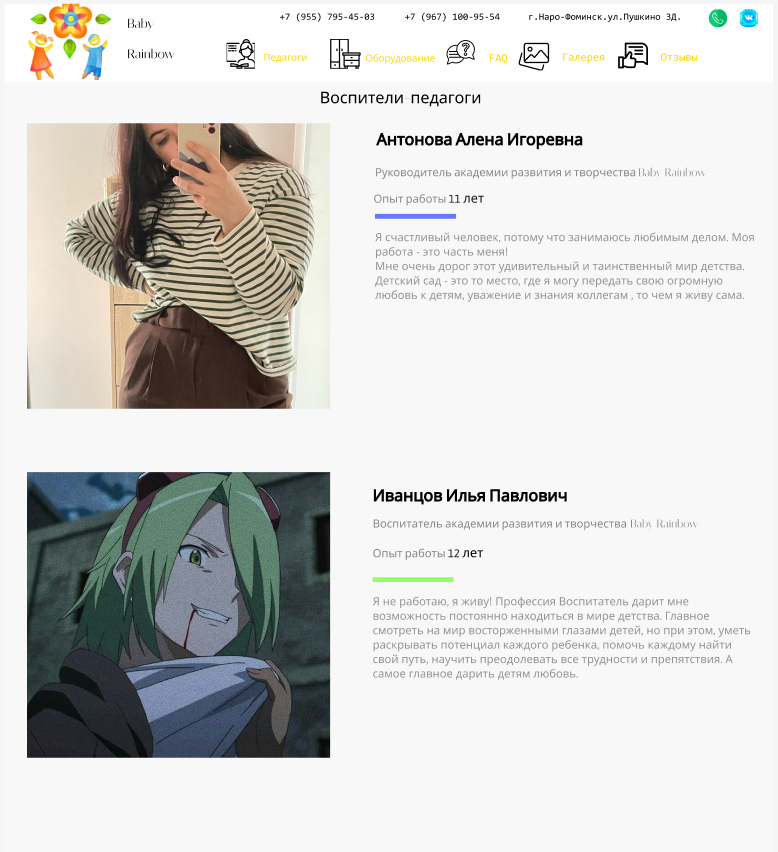 Baby
Rainbow
+7 (955) 795-45-03 +7 (967) 100-95-54 г.Наро-Фоминск.ул.Пушкино 3Д.
Педагоги Оборудование FAQ Галерея Отзывы
Воспители-педагоги
Антонова Алена Игоревна
Руководитель академии развития и творчества Baby Rainbow
Опыт работы 11 лет
Я счастливый человек, потому что занимаюсь любимым делом. Моя
работа - это часть меня!
Мне очень дорог этот удивительный и таинственный мир детства.
Детский сад - это то место, где я могу передать свою огромную
любовь к детям, уважение и знания коллегам , то чем я живу сама.
Иванцов Илья Павлович
Воспитатель академии развития и творчества Baby Rainbow
Опыт работы 12 лет
Я не работаю, я живу! Профессия Воспитатель дарит мне
возможность постоянно находиться в мире детства. Главное
смотреть на мир восторженными глазами детей, но при этом, уметь
раскрывать потенциал каждого ребенка, помочь каждому найти
свой путь, научить преодолевать все трудности и препятствия. А
самое главное дарить детям любовь.